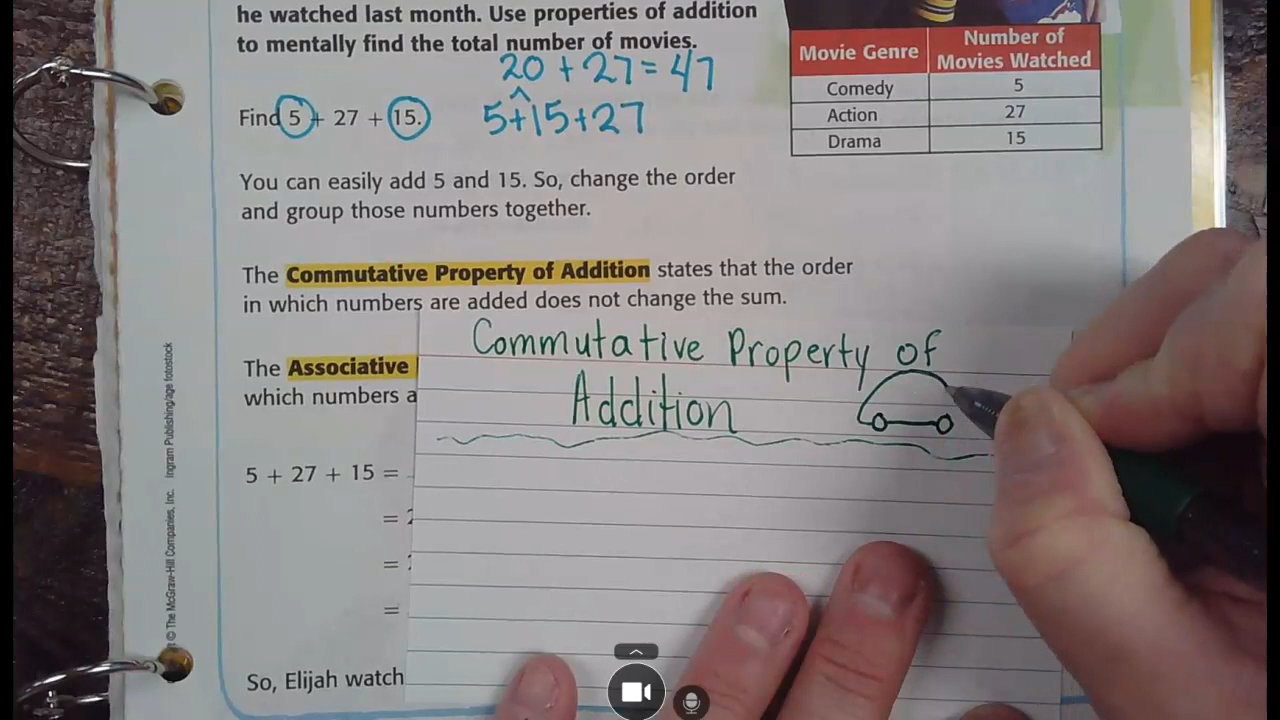 he watched last month. Use properties of addition
to mentally find the total number of movies.
20 + 27 = 47
Find 5 + 27 + 15.
5+15+27
Movie Genre Number of Movies Watched
Comedy 5
Action 27
Drama 15
You can easily add 5 and 15. So, change the order
and group those numbers together.
The Commutative Property of Addition states that the order
in which numbers are added does not change the sum.
Commutative Property of
Addition
The Associative
which numbers a
5 + 27 + 15 =
=
=
=
So, Elijah watch
© The McGraw-Hill Companies, Inc. Ingram Publishing/age fotostock